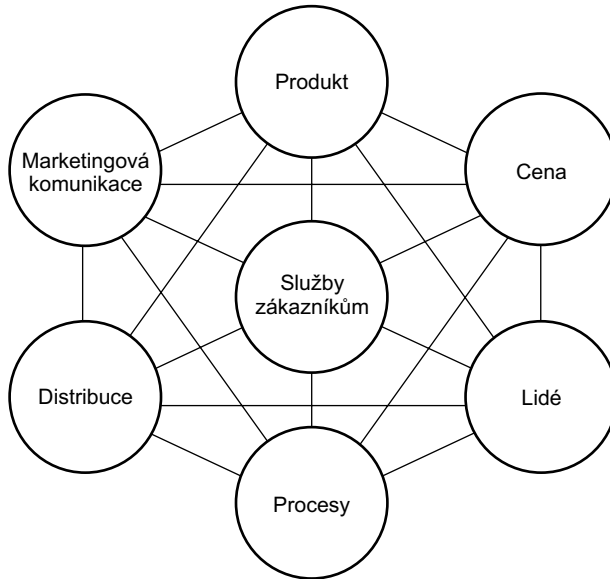 Produkt
Marketingová
komunikace
Cena
Služby
zákazníkům
Distribuce
Lidé
Procesy